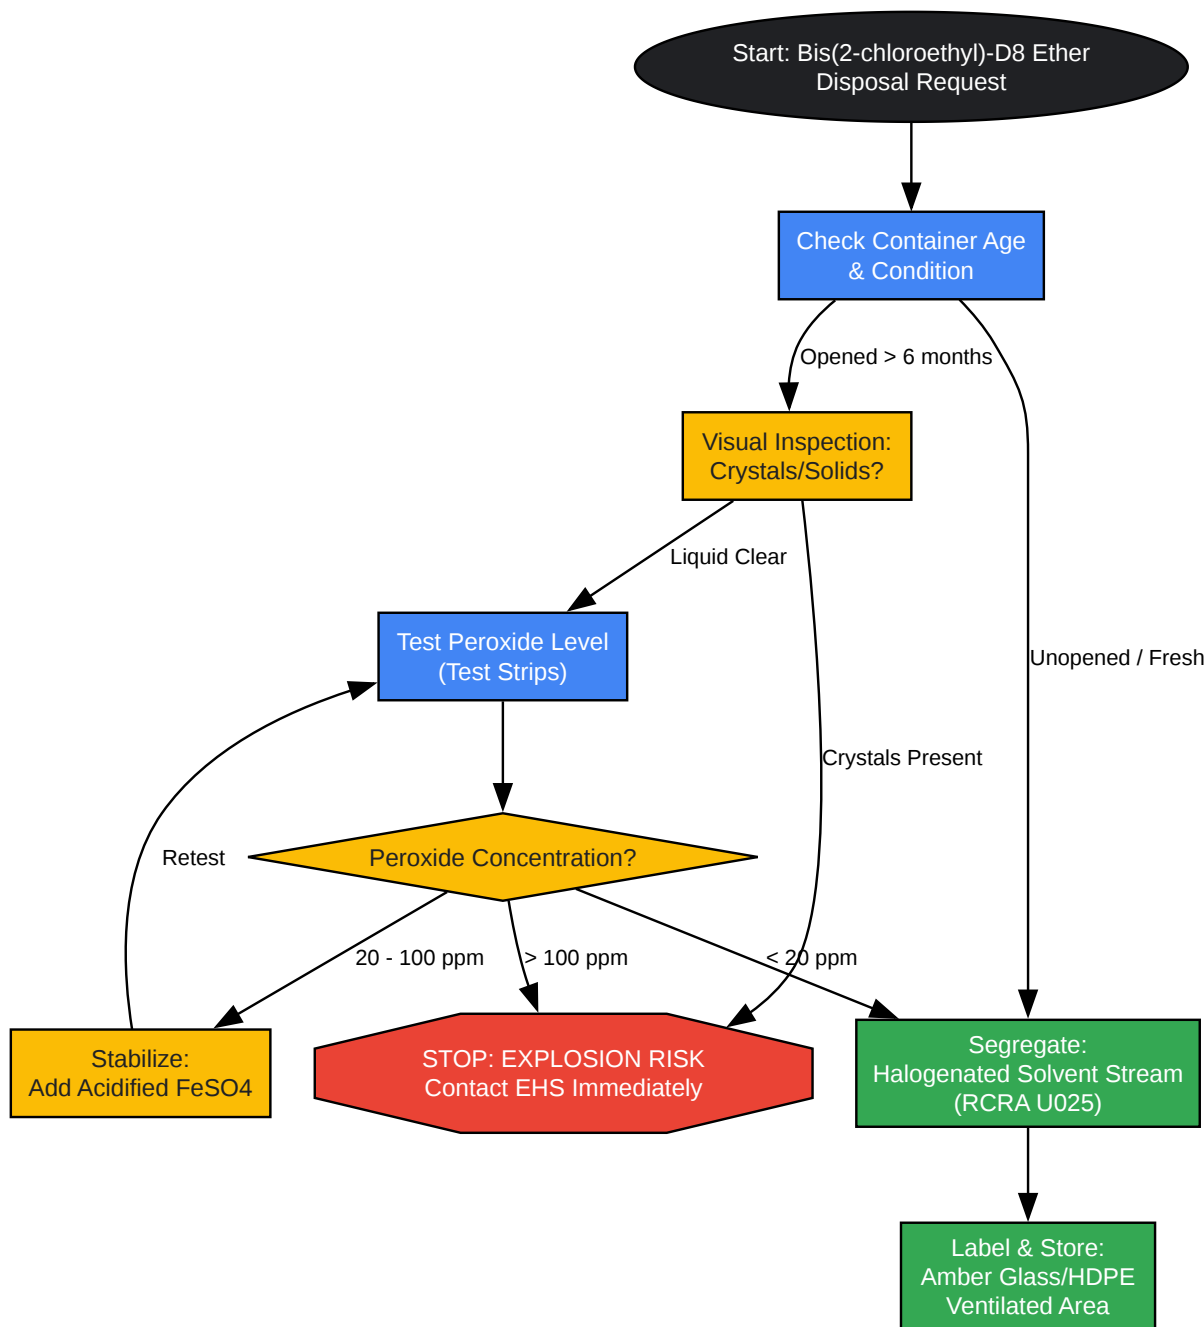 Start: Bis(2-chloroethyl)-D8 Ether
Disposal Request
Check Container Age
& Condition
Opened > 6 months
Visual Inspection:
Crystals/Solids?
Liquid Clear
Test Peroxide Level
(Test Strips)
Unopened / Fresh
Crystals Present
Peroxide Concentration?
Retest
20 - 100 ppm
> 100 ppm
< 20 ppm
Stabilize:
Add Acidified FeSO4
STOP: EXPLOSION RISK
Contact EHS Immediately
Segregate:
Halogenated Solvent Stream
(RCRA U025)
Label & Store:
Amber Glass/HDPE
Ventilated Area